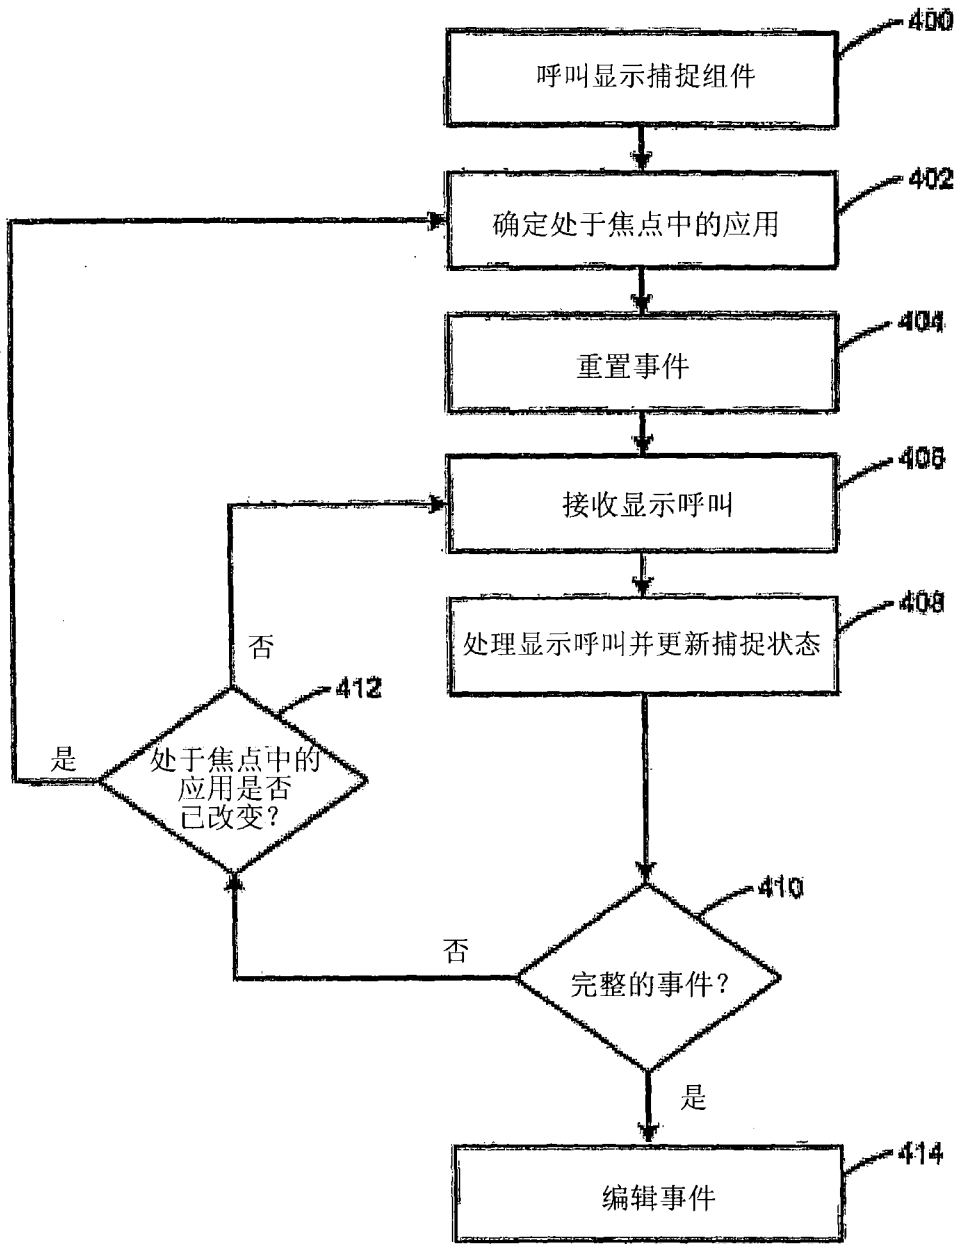 400
呼叫显示捕捉组件
402
确定处于焦点中的应用
404
重置事件
406
接收显示呼叫
408
处理显示呼叫并更新捕捉状态
否
412
是
处于焦点中的
应用是否
已改变？
410
否
完整的事件？
是
414
编辑事件